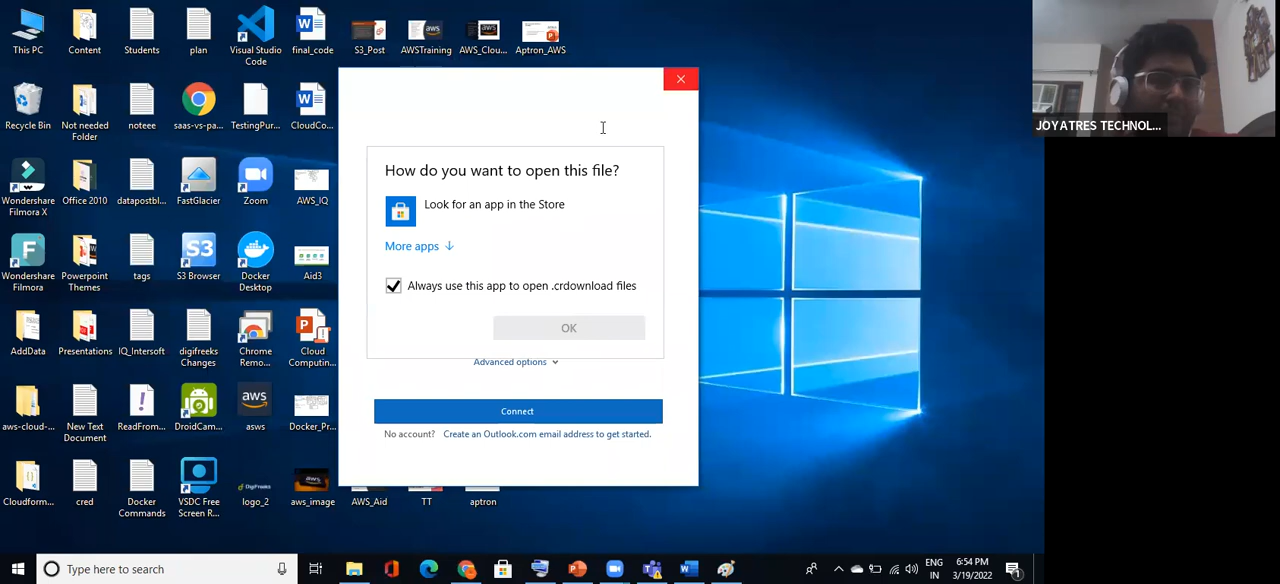 This PC
Content
Students
plan
Visual Studio
Code
final_code
S3_Post
AWSTraining
AWS_Clou...
Aptron_AWS
Recycle Bin
Not needed
Folder
noteee
saas-vs-pa...
TestingPur...
CloudCo...
Wondershare
Filmora X
Office 2010
datapostbl...
FastGlacier
Zoom
AWS_IQ
Wondershare
Filmora
Powerpoint
Themes
tags
S3
S3 Browser
Docker
Desktop
Aid3
AddData
Presentations
IQ_Intersoft
digifreeks
Changes
Chrome
Remo...
Cloud
Computin...
aws-cloud-...
New Text
Document
ReadFrom...
DroidCam...
aws
asws
Docker_Pr...
Cloudform...
cred
Docker
Commands
VSDC Free
Screen R...
logo_2
aws_image
AWS_Aid
TT
aptron
How do you want to open this file?
Look for an app in the Store
More apps
Always use this app to open .crdownload files
OK
Advanced options
Connect
No account? Create an Outlook.com email address to get started.
JOYATRES TECHNOL...
Type here to search
ENG
IN
6:54 PM
3/19/2022